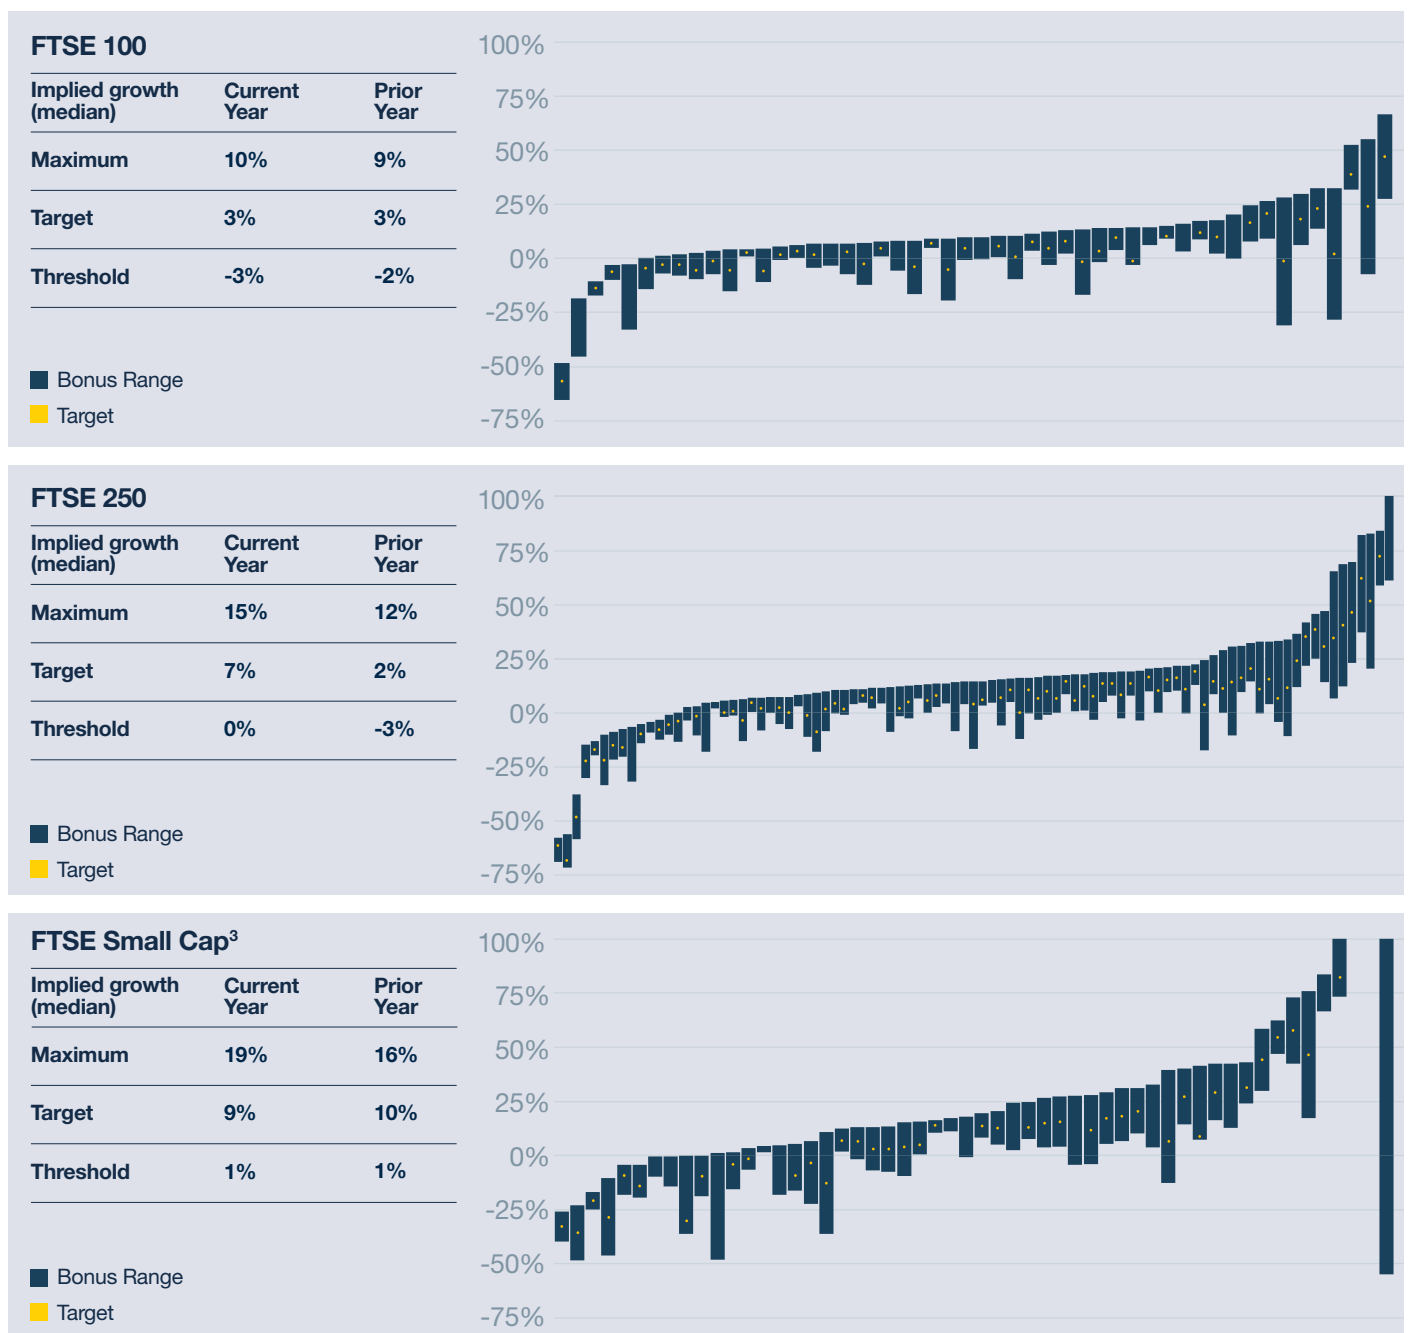 FTSE 100
Implied growth (median) Current Year Prior Year
Maximum 10% 9%
Target 3% 3%
Threshold -3% -2%
Bonus Range
Target
100%
75%
50%
25%
0%
-25%
-50%
-75%
FTSE 250
Implied growth (median) Current Year Prior Year
Maximum 15% 12%
Target 7% 2%
Threshold 0% -3%
Bonus Range
Target
100%
75%
50%
25%
0%
-25%
-50%
-75%
FTSE Small Cap³
Implied growth (median) Current Year Prior Year
Maximum 19% 16%
Target 9% 10%
Threshold 1% 1%
Bonus Range
Target
100%
75%
50%
25%
0%
-25%
-50%
-75%